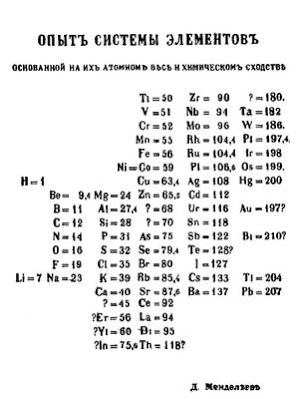 ОПЫТЪ СИСТЕМЫ ЭЛЕМЕНТОВЪ
ОСНОВАННОЙ НА ИХЪ АТОМНОМЪ ВѢСѢ И ХИМИЧЕСКОМЪ СХОДСТВѢ
Ti=50 Zr= 90 ?=180.
V=51 Nb= 94 Ta=182
Cr=52 Mo= 96 W=186.
Mn=55 Rh=104,4 Pt=197,4.
Fe=56 Ru=104,4 Ir=198
Ni=Co=59 Pl=106,6 Os=199.
H=1 Cu=63,4 Ag=108 Hg=200
Be= 9,4 Mg=24 Zn=65,2 Cd=112
B=11 Al=27,4 ?=68 Ur=116 Au=197?
C=12 Si=28 ?=70 Sn=118
N=14 P=31 As=75 Sb=122 Bi=210?
O=16 S=32 Se=79,4 Te=128?
F=19 Cl=35 Br=80 I=127
Li=7 Na=23 K=39 Rb=85,4 Cs=133 Tl=204
Ca=40 Sr=87,6 Ba=137 Pb=207
?=45 Ce=92
?Er=56 La=94
?Yt=60 Di=95
?In=75,6 Th=118?
Д. Менделѣевъ